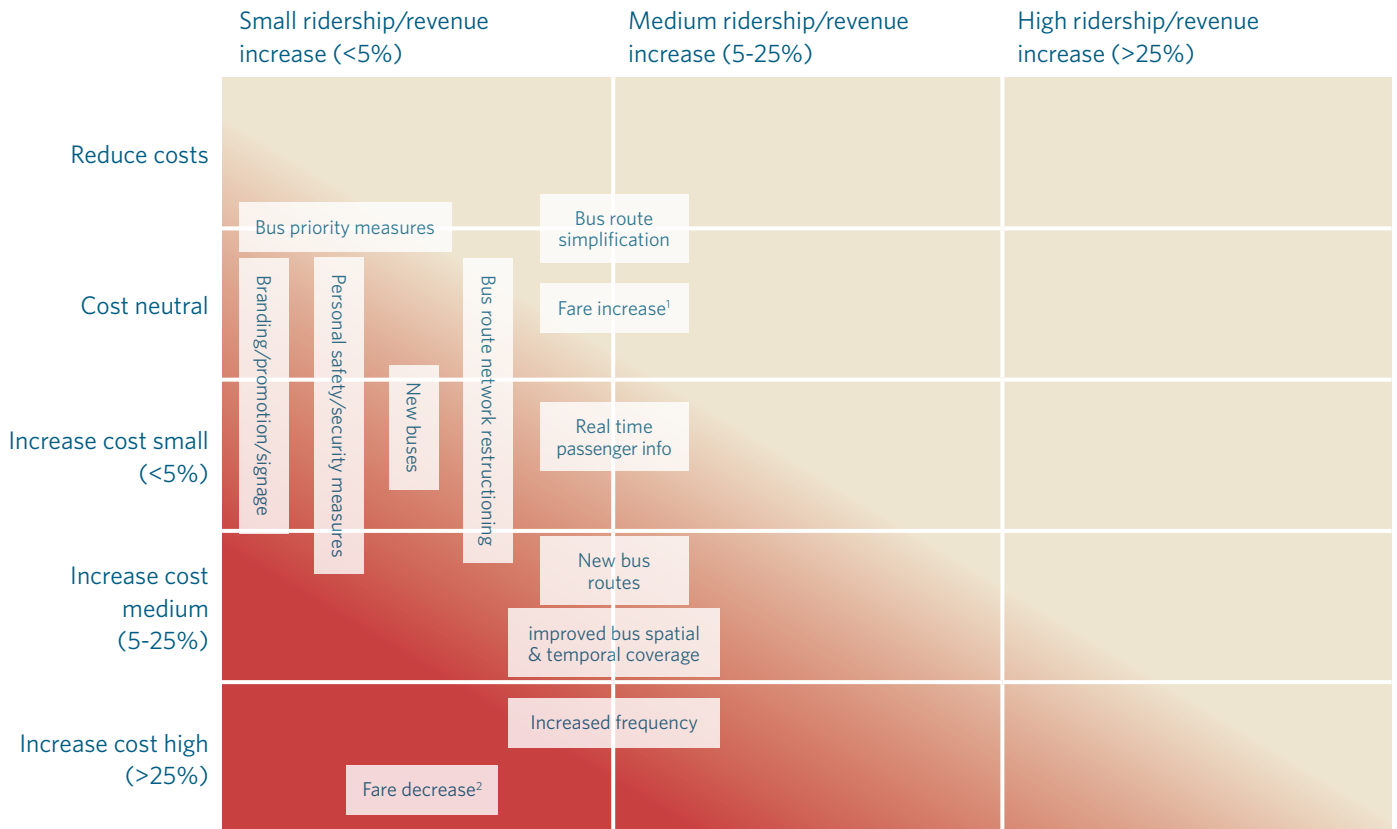 Small ridership/revenue
increase (<5%)
Medium ridership/revenue
increase (5-25%)
High ridership/revenue
increase (>25%)
Reduce costs
Bus priority measures
Bus route
simplification
Cost neutral
Branding/promotion/signage
Personal safety/security measures
New buses
Bus route network restructioning
Fare increase¹
Increase cost small
(<5%)
Real time
passenger info
Increase cost
medium
(5-25%)
New bus
routes
improved bus spatial
& temporal coverage
Increase cost high
(>25%)
Increased frequency
Fare decrease²